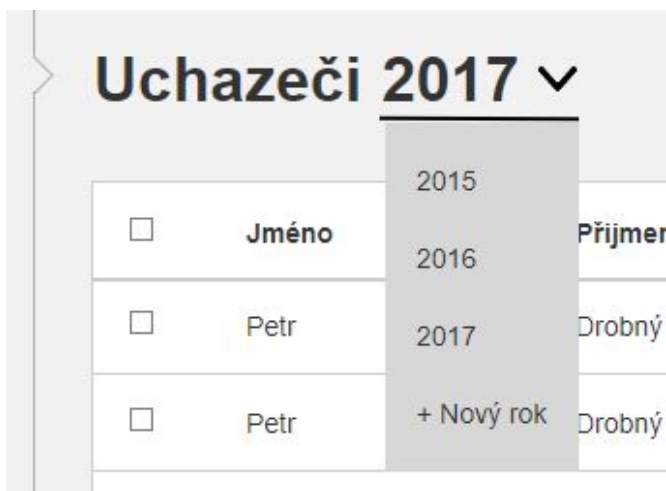 Uchazeči 2017
2015
Jméno
Přijmen
2016
Petr
2017
Drobný
+ Nový rok
Petr
Drobný